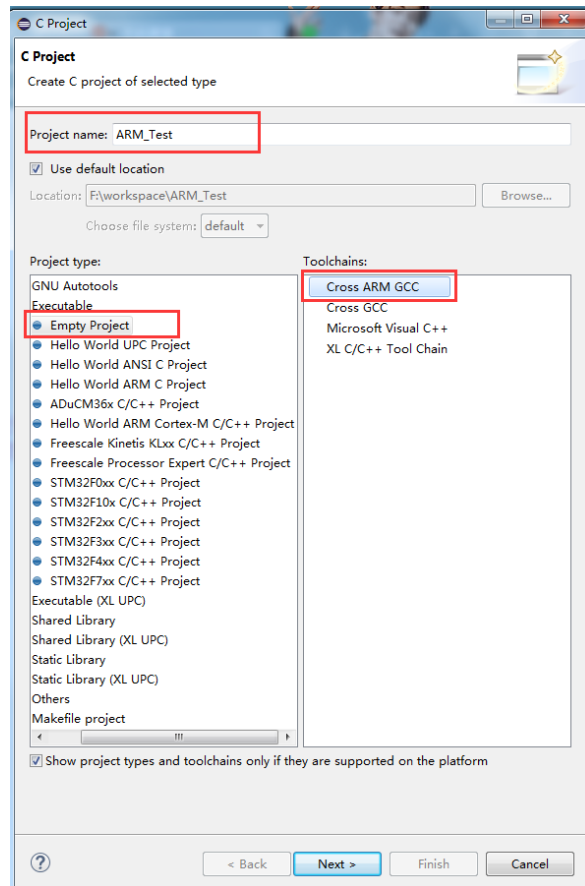 C Project
C Project
Create C project of selected type
Project name: ARM_Test
Use default location
Location: F:\workspace\ARM_Test Browse...
Choose file system: default
Project type: Toolchains:
GNU Autotools Cross ARM GCC
Executable Cross GCC
Empty Project Microsoft Visual C++
Hello World UPC Project XL C/C++ Tool Chain
Hello World ANSI C Project
Hello World ARM C Project
ADuCM36x C/C++ Project
Hello World ARM Cortex-M C/C++ Project
Freescale Kinetis KLxx C/C++ Project
Freescale Processor Expert C/C++ Project
STM32F0xx C/C++ Project
STM32F10x C/C++ Project
STM32F2xx C/C++ Project
STM32F3xx C/C++ Project
STM32F4xx C/C++ Project
STM32F7xx C/C++ Project
Executable (XL UPC)
Shared Library
Shared Library (XL UPC)
Static Library
Static Library (XL UPC)
Others
Makefile project
Show project types and toolchains only if they are supported on the platform
? < Back Next > Finish Cancel